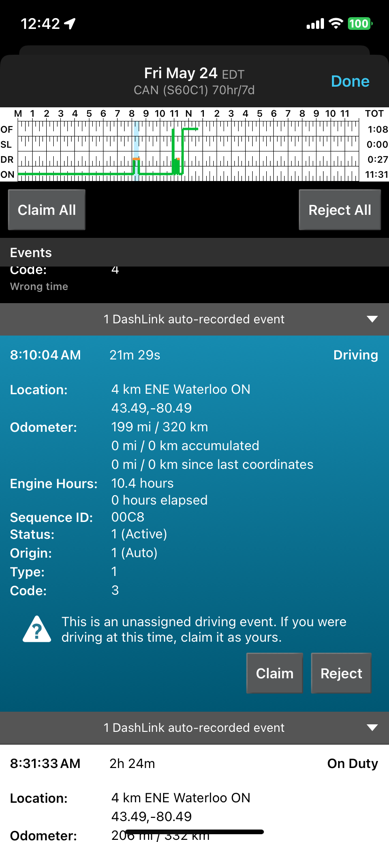 12:42
100
Fri May 24 EDT
CAN (S60C1) 70hr/7d
Done
M 1 2 3 4 5 6 7 8 9 10 11 N 1 2 3 4 5 6 7 8 9 10 11 TOT
OF 1:08
SL 0:00
DR 0:27
ON 11:31
Claim All
Reject All
Events
Code: 4
Wrong time
1 DashLink auto-recorded event
8:10:04 AM 21m 29s Driving
Location: 4 km ENE Waterloo ON
43.49,-80.49
Odometer: 199 mi / 320 km
0 mi / 0 km accumulated
0 mi / 0 km since last coordinates
Engine Hours: 10.4 hours
0 hours elapsed
Sequence ID: 00C8
Status: 1 (Active)
Origin: 1 (Auto)
Type: 1
Code: 3
This is an unassigned driving event. If you were
driving at this time, claim it as yours.
Claim
Reject
1 DashLink auto-recorded event
8:31:33 AM 2h 24m On Duty
Location: 4 km ENE Waterloo ON
43.49,-80.49
Odometer: 206 mi / 332 km